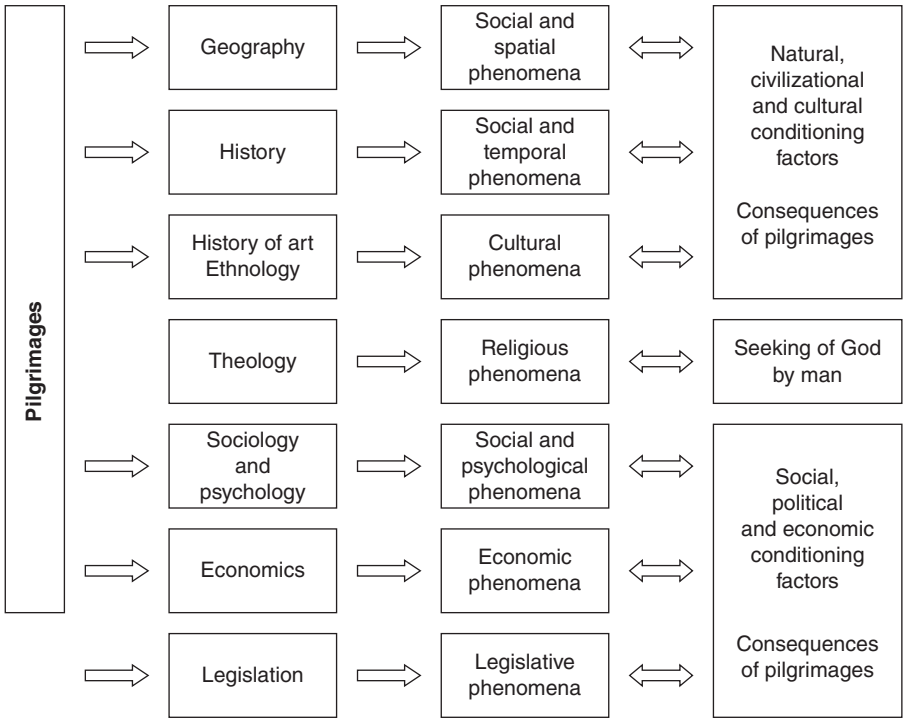 Pilgrimages
Geography
Social and
spatial
phenomena
Natural,
civilizational
and cultural
conditioning
factors
Consequences
of pilgrimages
History
Social and
temporal
phenomena
History of art
Ethnology
Cultural
phenomena
Theology
Religious
phenomena
Seeking of God
by man
Sociology
and
psychology
Social and
psychological
phenomena
Social,
political
and economic
conditioning
factors
Consequences
of pilgrimages
Economics
Economic
phenomena
Legislation
Legislative
phenomena